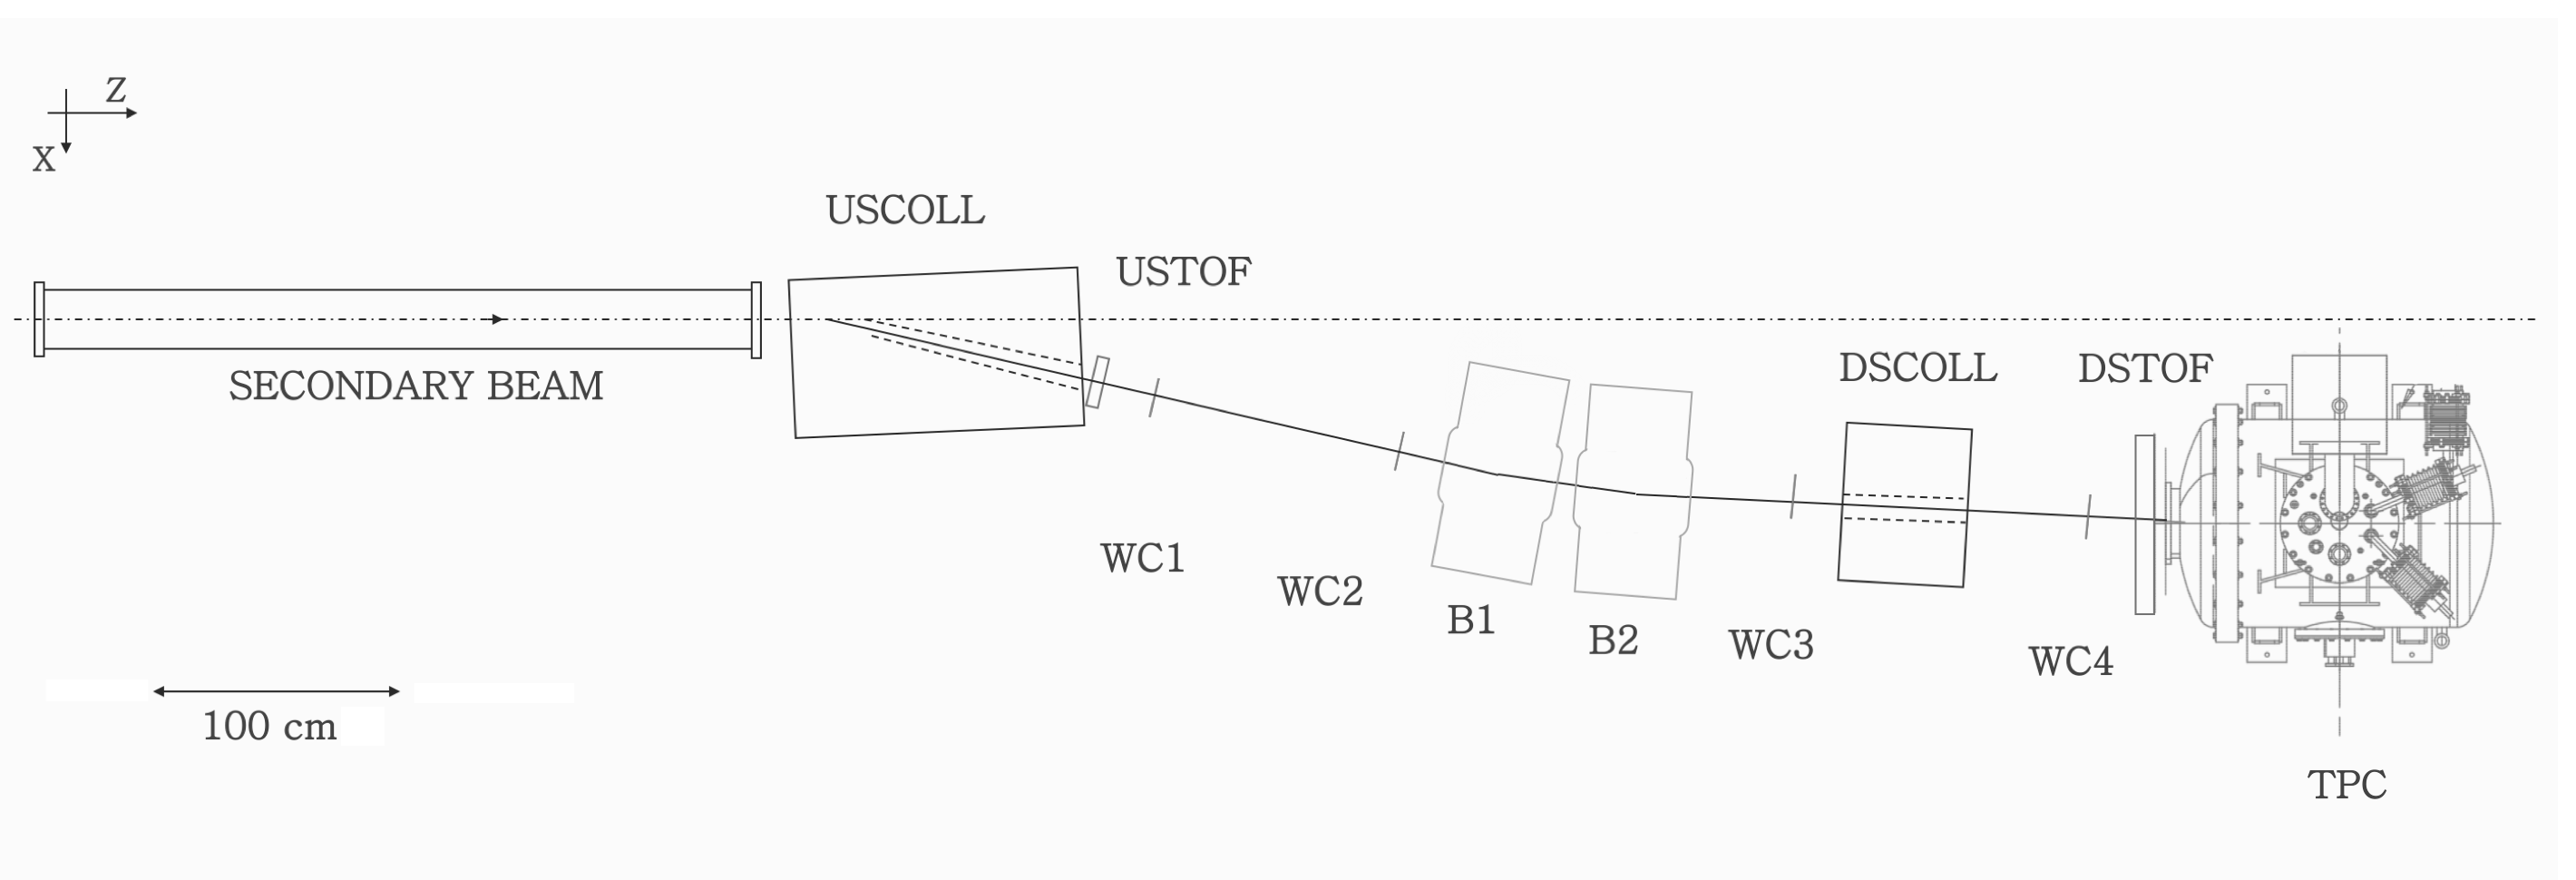 Z
X
USCOLL
USTOF
SECONDARY BEAM
DSCOLL
DSTOF
WC1
WC2
B1
B2
WC3
WC4
100 cm
TPC